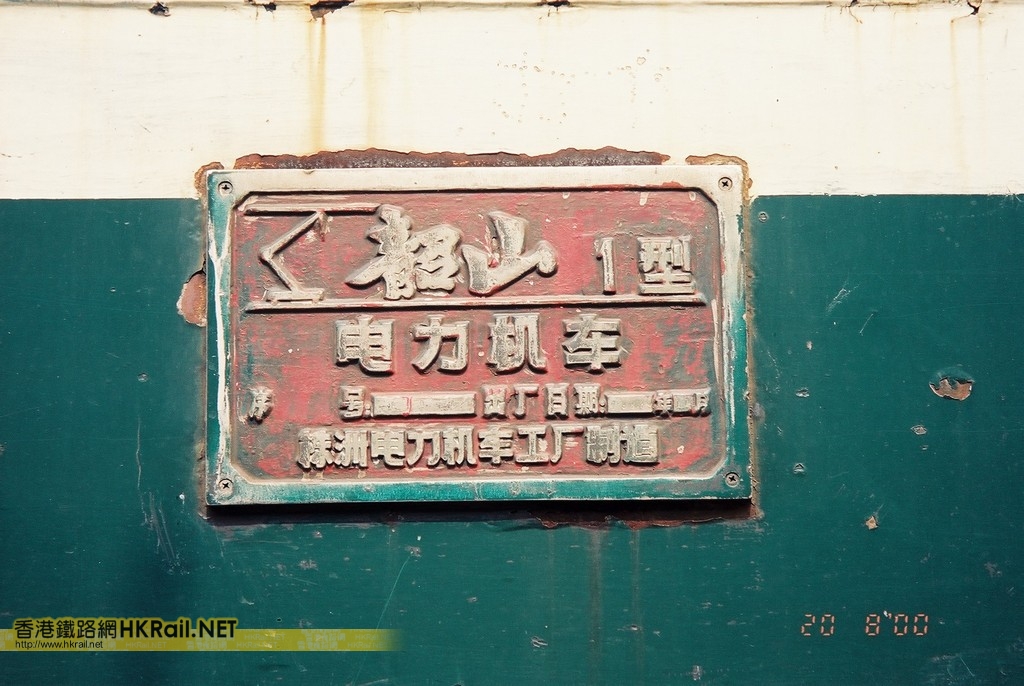 韶山 1型
电力机车
序 号: 出厂日期: 年 月
株洲电力机车工厂制造
香港鐵路網HKRail.NET
http://www.hkrail.net
20 8'00